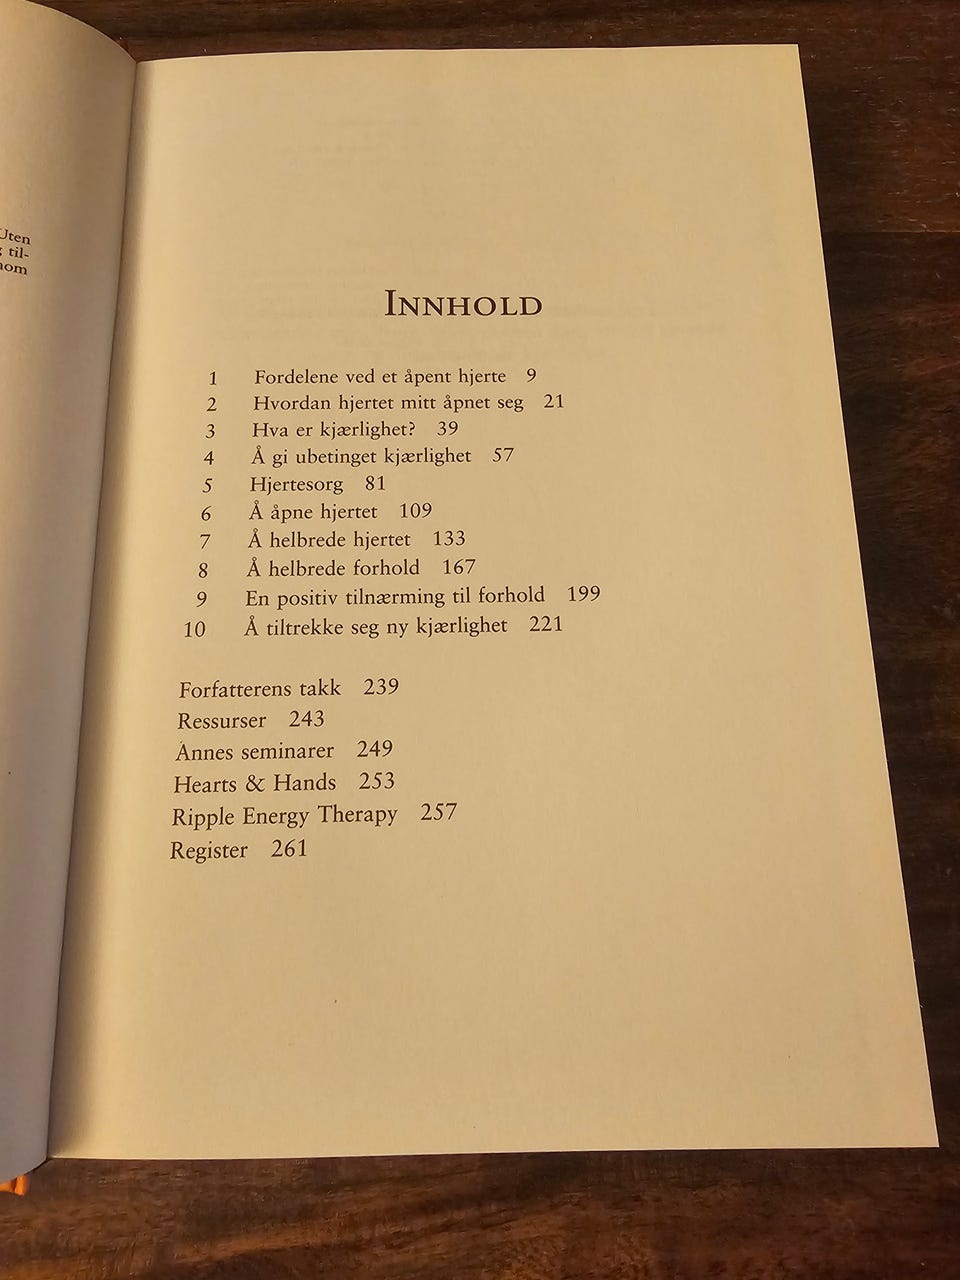 Uten
til-
nom
INNHOLD
1 Fordelene ved et åpent hjerte 9
2 Hvordan hjertet mitt åpnet seg 21
3 Hva er kjærlighet? 39
4 Å gi ubetinget kjærlighet 57
5 Hjertesorg 81
6 Å åpne hjertet 109
7 Å helbrede hjertet 133
8 Å helbrede forhold 167
9 En positiv tilnærming til forhold 199
10 Å tiltrekke seg ny kjærlighet 221
Forfatterens takk 239
Ressurser 243
Annes seminarer 249
Hearts & Hands 253
Ripple Energy Therapy 257
Register 261